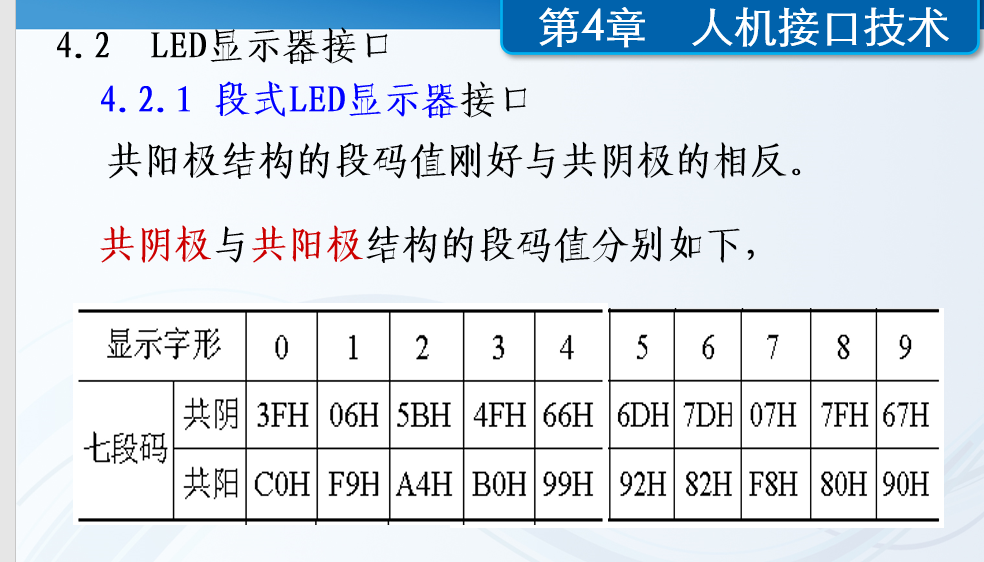 第4章 人机接口技术
4.2 LED显示器接口
4.2.1 段式LED显示器接口
共阳极结构的段码值刚好与共阴极的相反。
共阴极与共阳极结构的段码值分别如下，
显示字形 0 1 2 3 4 5 6 7 8 9
七段码
共阴 3FH 06H 5BH 4FH 66H 6DH 7DH 07H 7FH 67H
共阳 C0H F9H A4H B0H 99H 92H 82H F8H 80H 90H